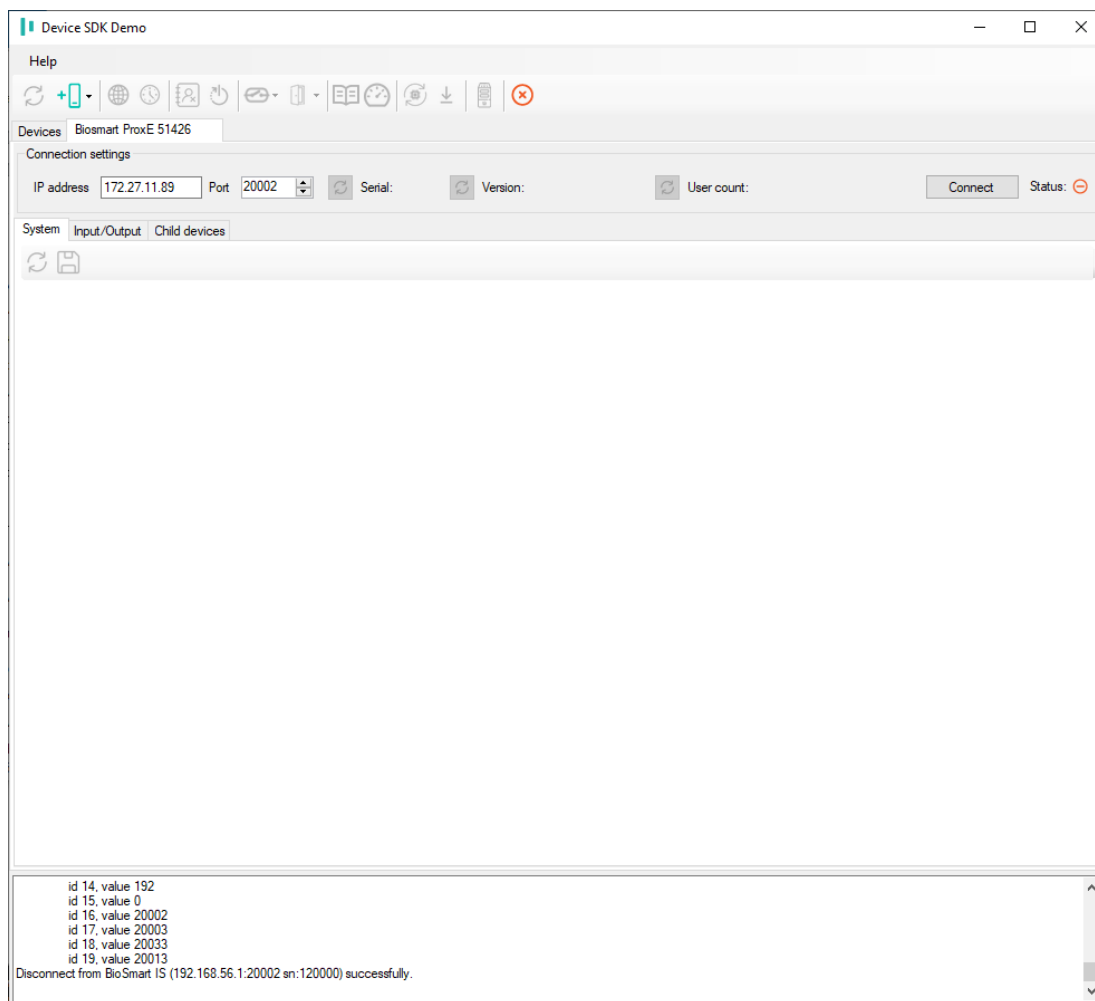 Device SDK Demo
Help
Devices Biosmart ProxE 51426
Connection settings
IP address 172.27.11.89 Port 20002 Serial: Version: User count: Connect Status:
System Input/Output Child devices
id 14, value 192
id 15, value 0
id 16, value 20002
id 17, value 20003
id 18, value 20033
id 19, value 20013
Disconnect from BioSmart IS (192.168.56.1:20002 sn:120000) successfully.